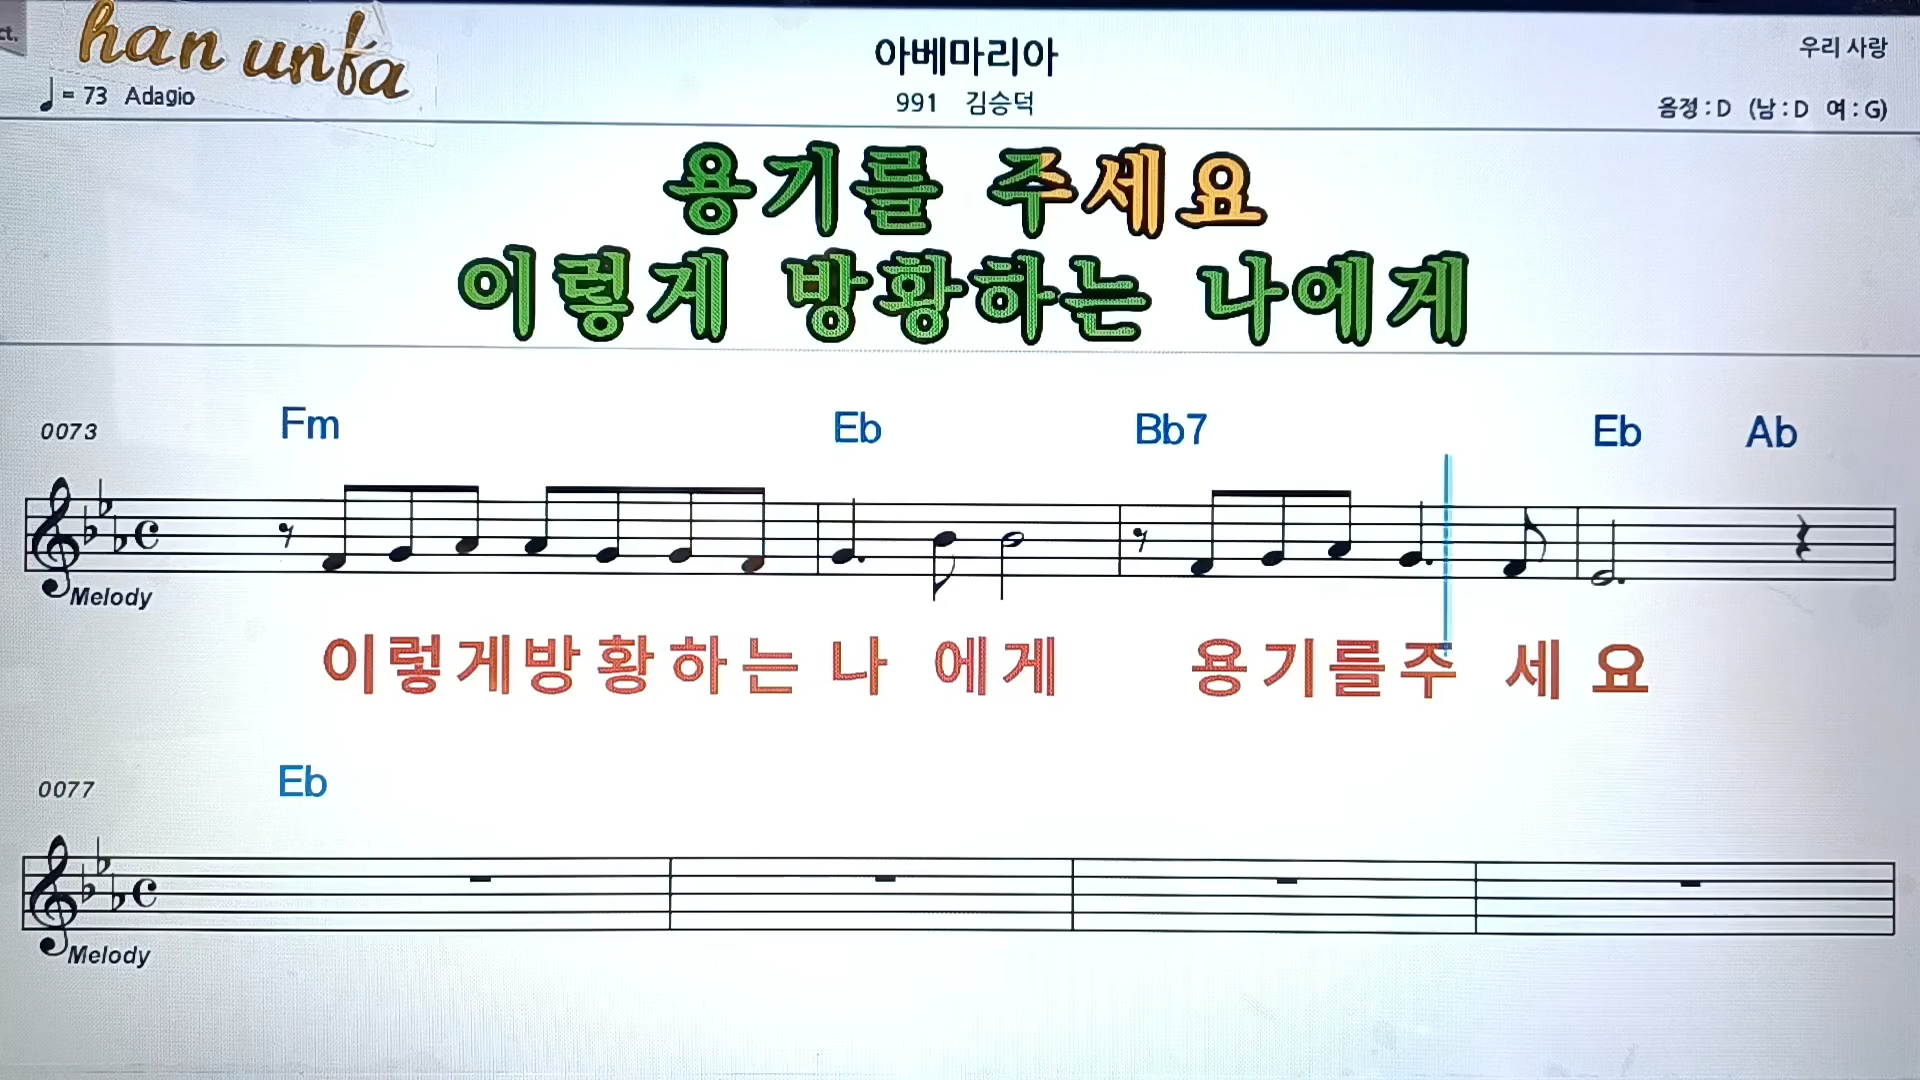 ct.
han unfa
아베마리아
우리 사랑
= 73 Adagio
991 김승덕
음정 : D (남 : D 여 : G)
용기를 주세요
이렇게 방황하는 나에게
0073 Fm Eb Bb7 Eb Ab
Melody
이렇게방황하는 나 에게 용기를주 세 요
0077 Eb
Melody